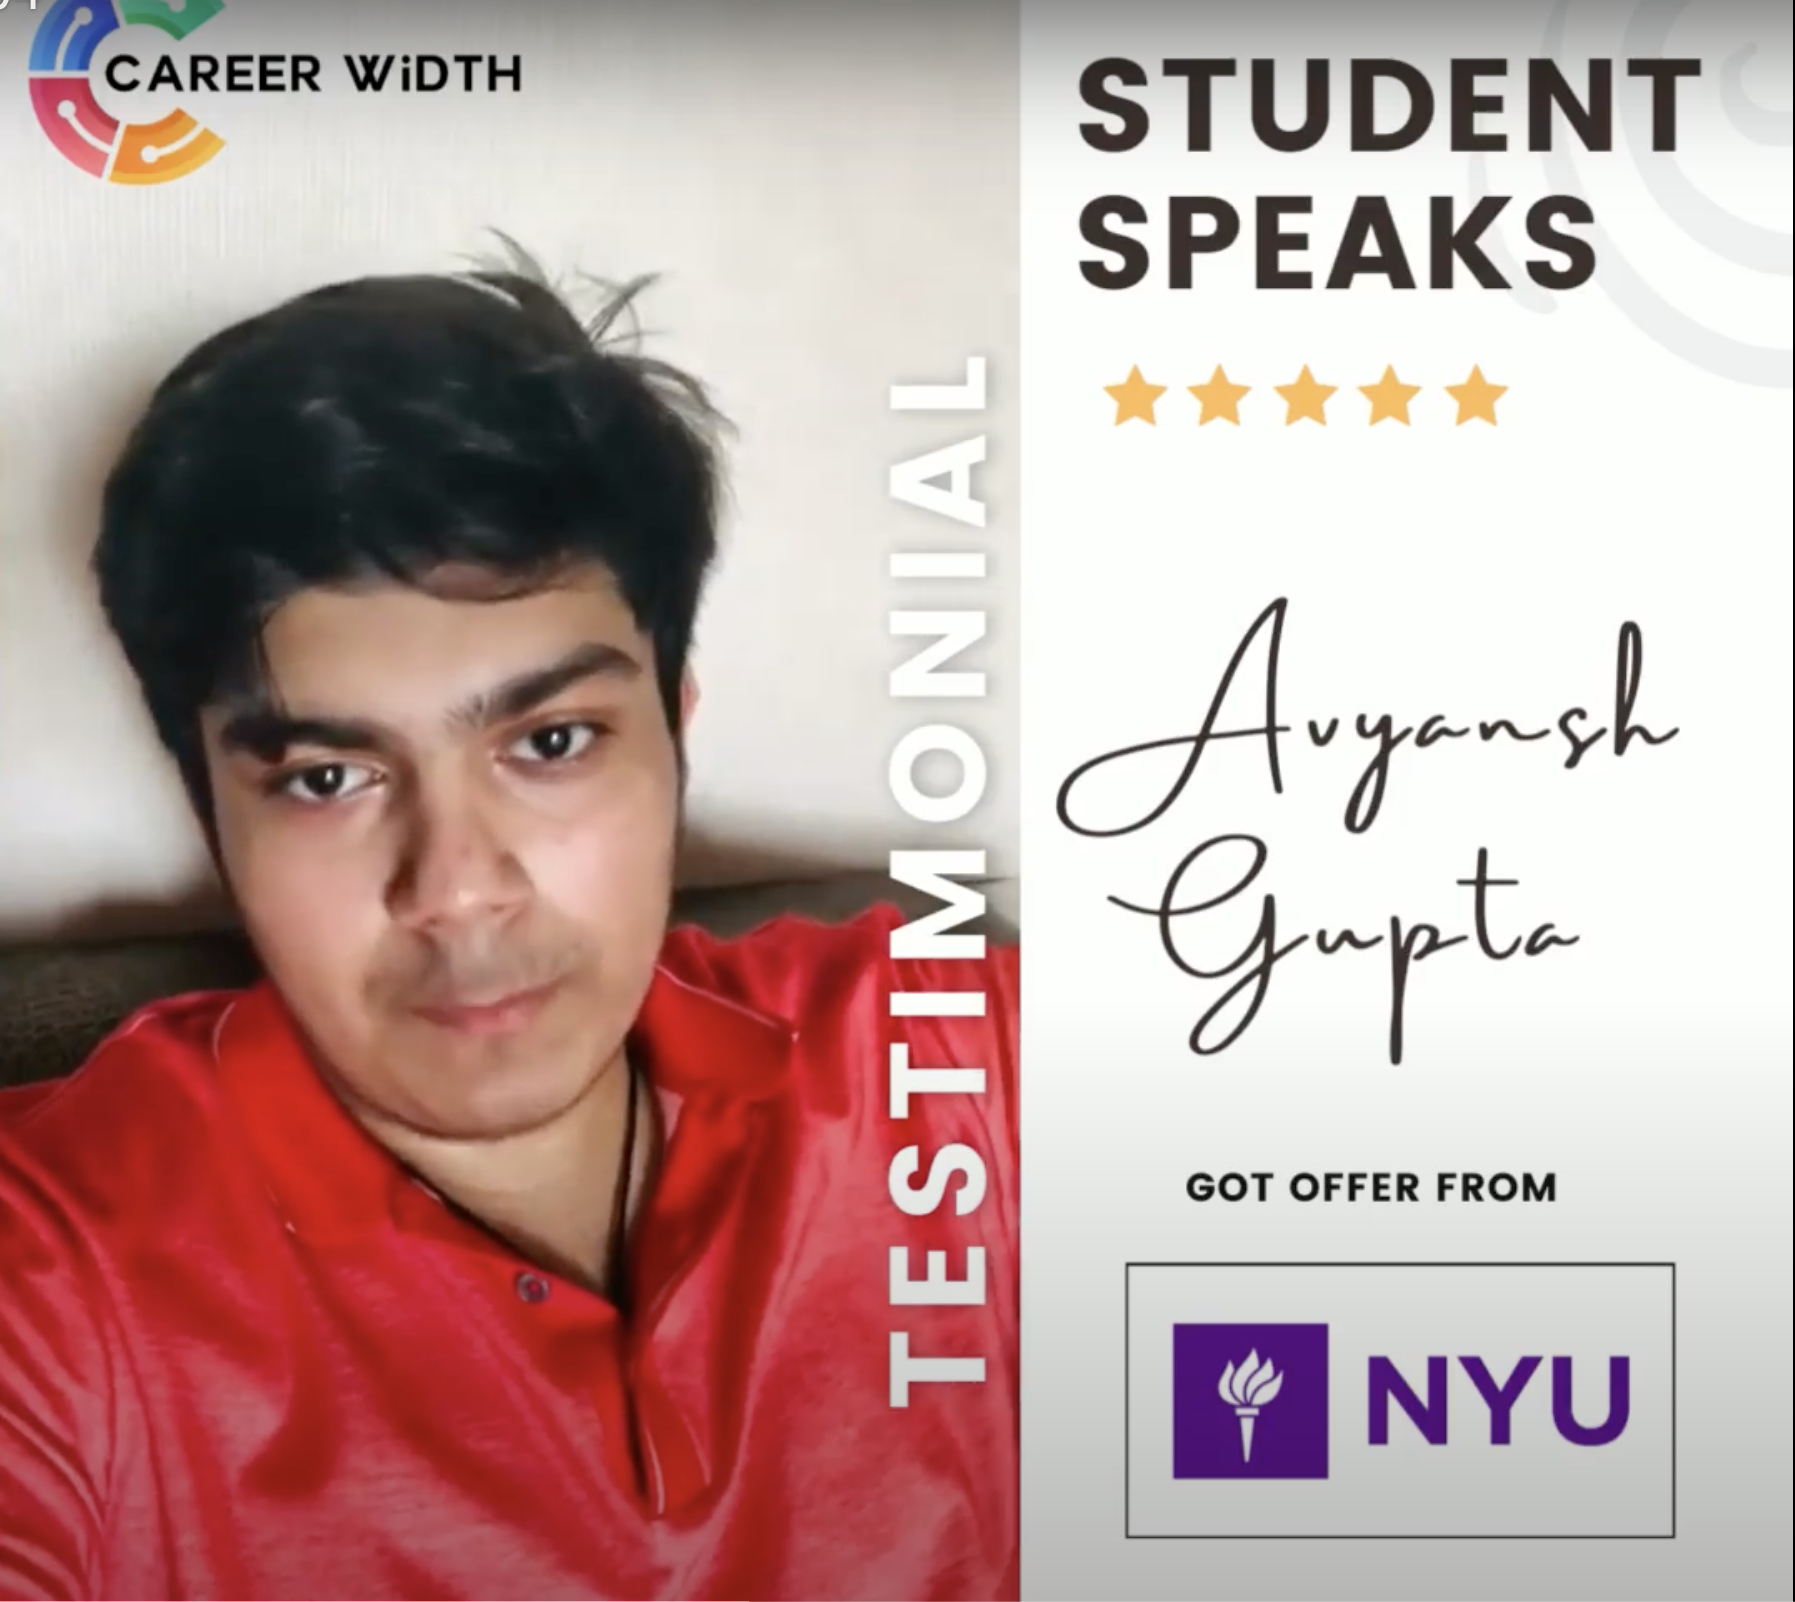 CAREER WiDTH
TESTIMONIAL
STUDENT
SPEAKS
Avyansh
Gupta
GOT OFFER FROM
NYU